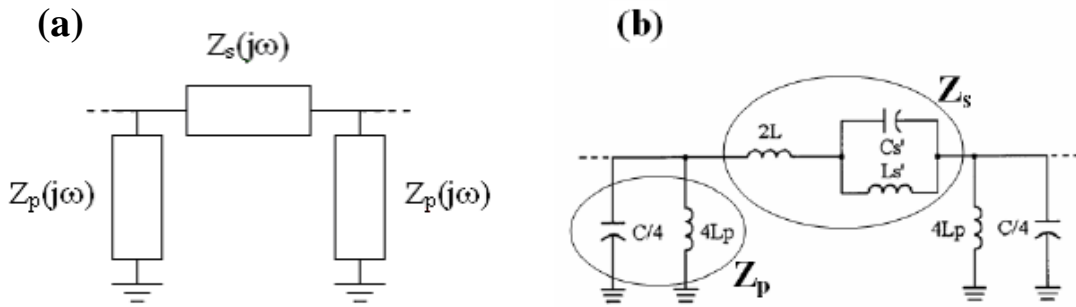 (a)
Zs(jω)
Zp(jω)
Zp(jω)
(b)
Zs
2L
Cs'
Ls'
C/4
4Lp
Zp
4Lp
C/4